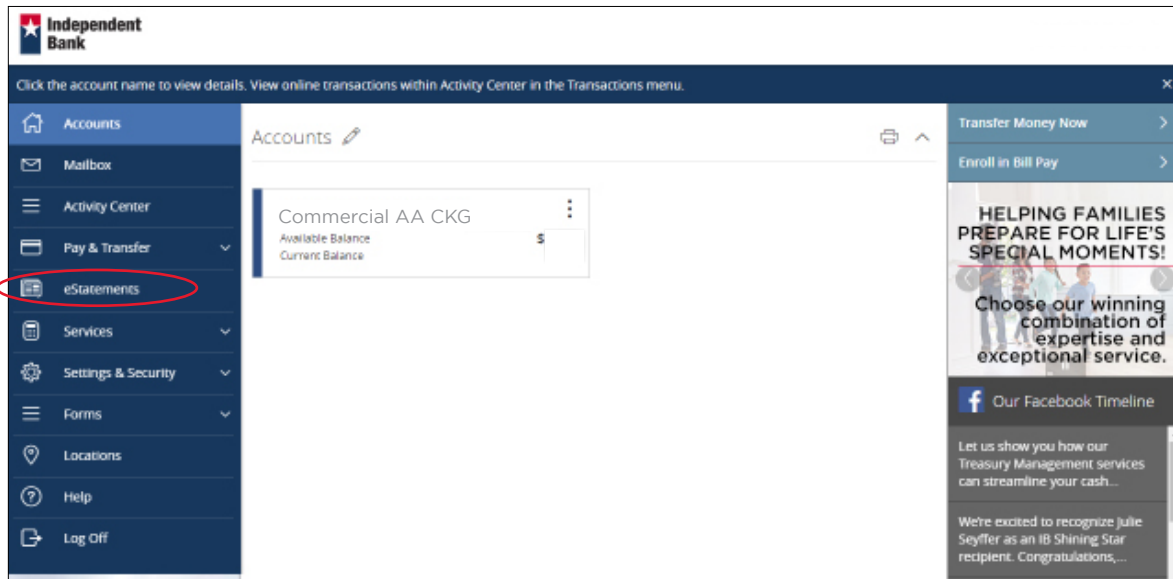 Independent
Bank
Click the account name to view details. View online transactions within Activity Center in the Transactions menu.
Accounts
Mailbox
Activity Center
Pay & Transfer
eStatements
Services
Settings & Security
Forms
Locations
Help
Log Off
Accounts
Commercial AA CKG
Available Balance $
Current Balance
Transfer Money Now
Enroll in Bill Pay
HELPING FAMILIES
PREPARE FOR LIFE'S
SPECIAL MOMENTS!
Choose our winning
combination of
expertise and
exceptional service.
Our Facebook Timeline
Let us show you how our
Treasury Management services
can streamline your cash...
We're excited to recognize Julie
Seyffer as an IB Shining Star
recipient. Congratulations,...